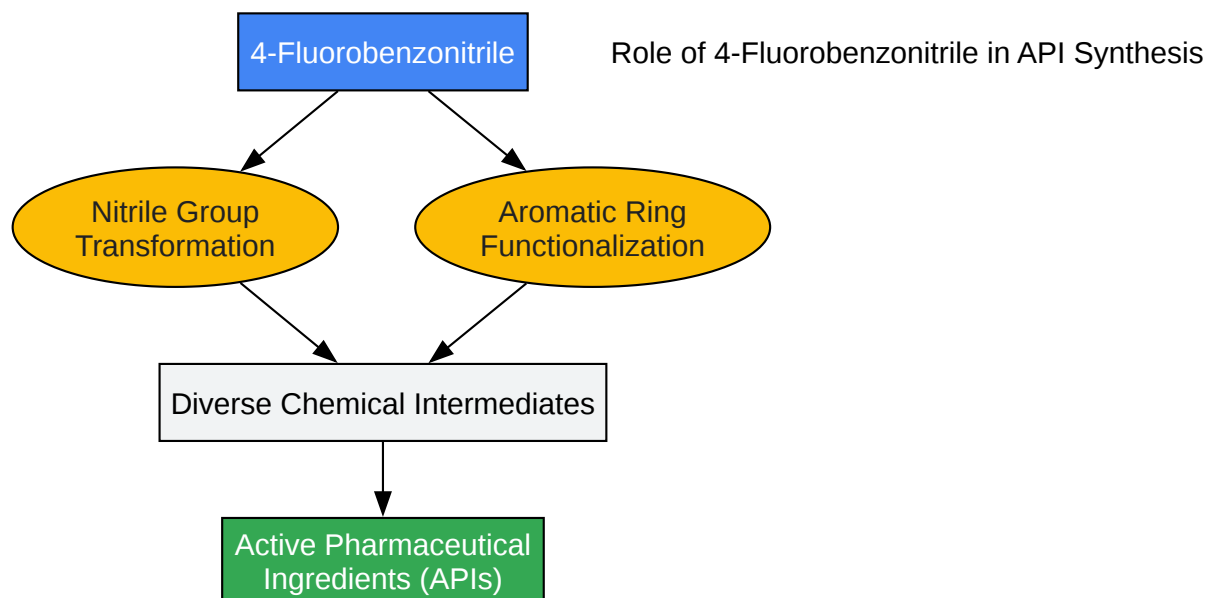 4-Fluorobenzonitrile
Role of 4-Fluorobenzonitrile in API Synthesis
Nitrile Group
Transformation
Aromatic Ring
Functionalization
Diverse Chemical Intermediates
Active Pharmaceutical
Ingredients (APIs)